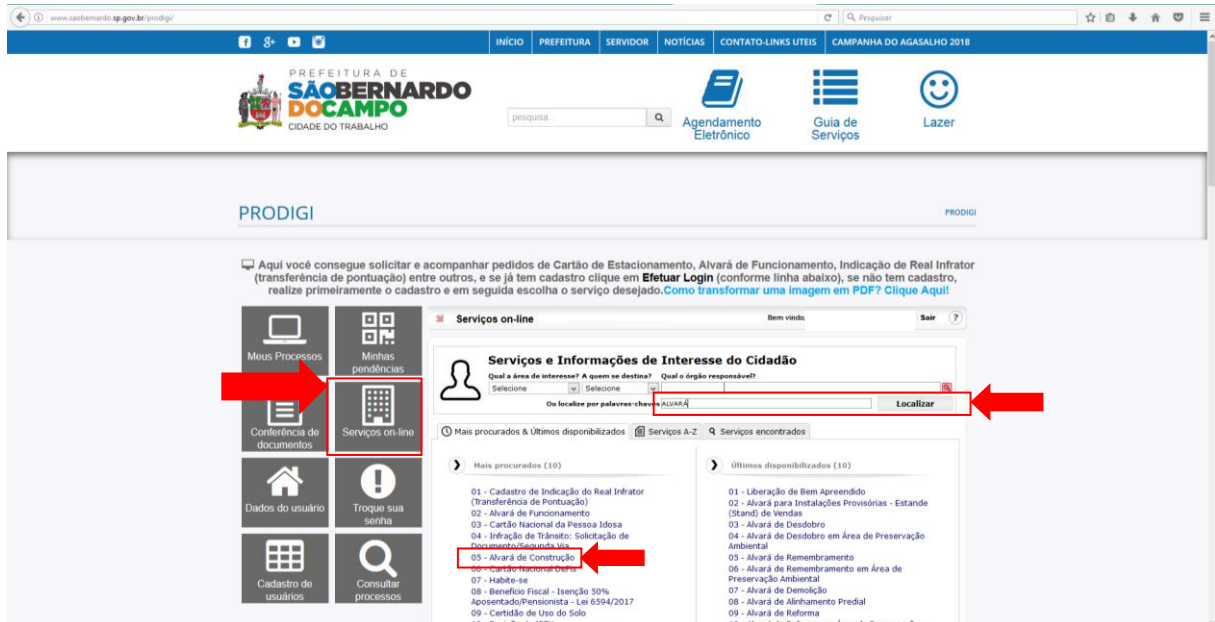 www.saobernardo.sp.gov.br/prodigi/
Pesquisar
INÍCIO PREFEITURA SERVIDOR NOTÍCIAS CONTATO-LINKS UTEIS CAMPANHA DO AGASALHO 2018
PREFEITURA DE
SÃOBERNARDO
DOCAMPO
CIDADE DO TRABALHO
pesquisa...
Agendamento
Eletrônico
Guia de
Serviços
Lazer
PRODIGI
PRODIGI
Aqui você consegue solicitar e acompanhar pedidos de Cartão de Estacionamento, Alvará de Funcionamento, Indicação de Real Infrator
(transferência de pontuação) entre outros, e se já tem cadastro clique em Efetuar Login (conforme linha abaixo), se não tem cadastro,
realize primeiramente o cadastro e em seguida escolha o serviço desejado.Como transformar uma imagem em PDF? Clique Aqui!
Meus Processos
Minhas
pendências
Conferência de
documentos
Serviços on-line
Dados do usuário
Troque sua
senha
Cadastro de
usuários
Consultar
processos
Serviços on-line
Bem vindo
Sair ?
Serviços e Informações de Interesse do Cidadão
Qual a área de interesse? A quem se destina? Qual o órgão responsável?
Selecione Selecione
Ou localize por palavras-chaves ALVARÁ Localizar
Mais procurados & Últimos disponibilizados Serviços A-Z Serviços encontrados
Mais procurados (10)
01 - Cadastro de Indicação do Real Infrator
(Transferência de Pontuação)
02 - Alvará de Funcionamento
03 - Cartão Nacional da Pessoa Idosa
04 - Infração de Trânsito: Solicitação de
Documento/Segunda Via
05 - Alvará de Construção
06 - Cartão Nacional DeFis
07 - Habite-se
08 - Benefício Fiscal - Isenção 50%
Aposentado/Pensionista - Lei 6594/2017
09 - Certidão de Uso do Solo
Últimos disponibilizados (10)
01 - Liberação de Bem Apreendido
02 - Alvará para Instalações Provisórias - Estande
(Stand) de Vendas
03 - Alvará de Desdobro
04 - Alvará de Desdobro em Área de Preservação
Ambiental
05 - Alvará de Remembramento
06 - Alvará de Remembramento em Área de
Preservação Ambiental
07 - Alvará de Demolição
08 - Alvará de Alinhamento Predial
09 - Alvará de Reforma